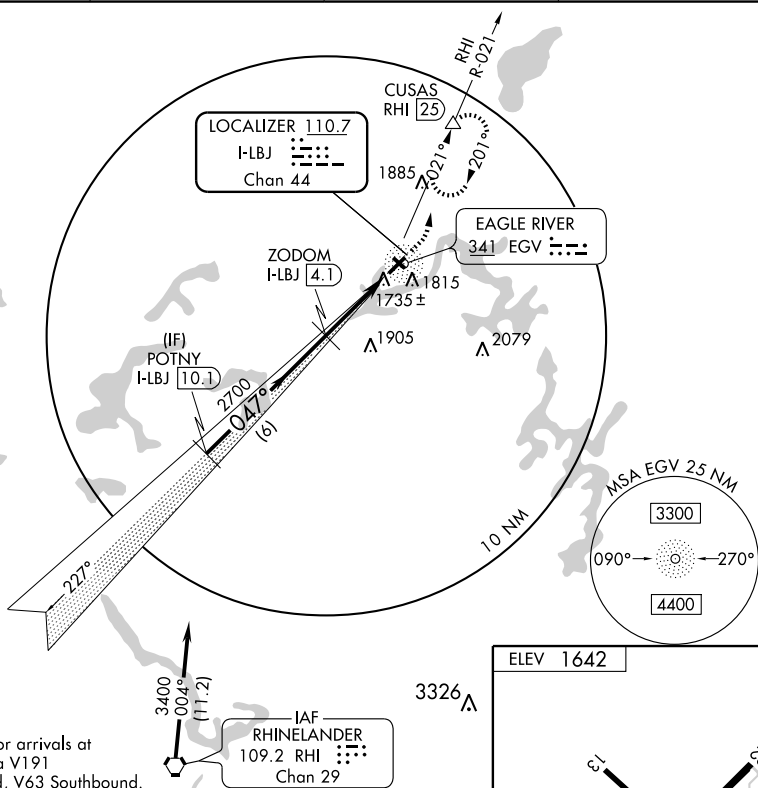 RHI
R-021
CUSAS
RHI 25
LOCALIZER 110.7
I-LBJ
Chan 44
021°
201°
1885
EAGLE RIVER
341 EGV
ZODOM
I-LBJ 4.1
1815
1735 ±
1905
2079
(IF)
POTNY
I-LBJ 10.1
2700
047°
(6)
10 NM
227°
MSA EGV 25 NM
3300
090°
270°
4400
ELEV 1642
3400
004°
(11.2)
3326
IAF
RHINELANDER
109.2 RHI
Chan 29
or arrivals at
a V191
d, V63 Southbound.
13